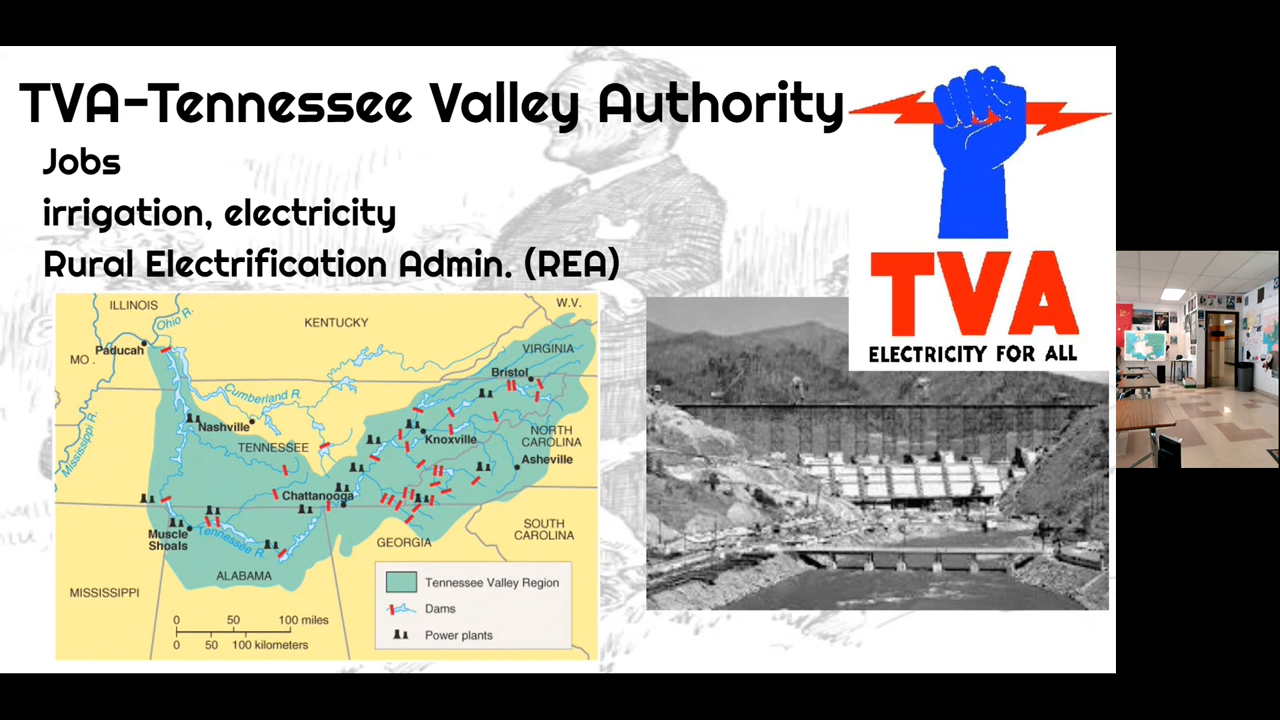 TVA-Tennessee Valley Authority
Jobs
irrigation, electricity
Rural Electrification Admin. (REA)
TVA
ELECTRICITY FOR ALL
ILLINOIS
W.V.
Ohio R.
KENTUCKY
MO.
Paducah
VIRGINIA
Bristol
Cumberland R.
Mississippi R.
Nashville
TENNESSEE
Knoxville
NORTH
CAROLINA
Asheville
Chattanooga
Muscle
Shoals
Tennessee R.
GEORGIA
SOUTH
CAROLINA
ALABAMA
MISSISSIPPI
Tennessee Valley Region
Dams
Power plants
0 50 100 miles
0 50 100 kilometers